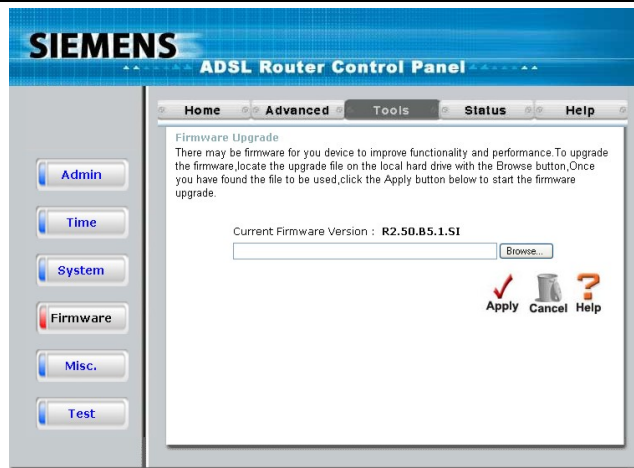 SIEMENS
ADSL Router Control Panel
Home Advanced Tools Status Help
Admin
Time
System
Firmware
Misc.
Test
Firmware Upgrade
There may be firmware for you device to improve functionality and performance.To upgrade
the firmware,locate the upgrade file on the local hard drive with the Browse button,Once
you have found the file to be used,click the Apply button below to start the firmware
upgrade.
Current Firmware Version : R2.50.B5.1.SI
Browse...
Apply Cancel Help